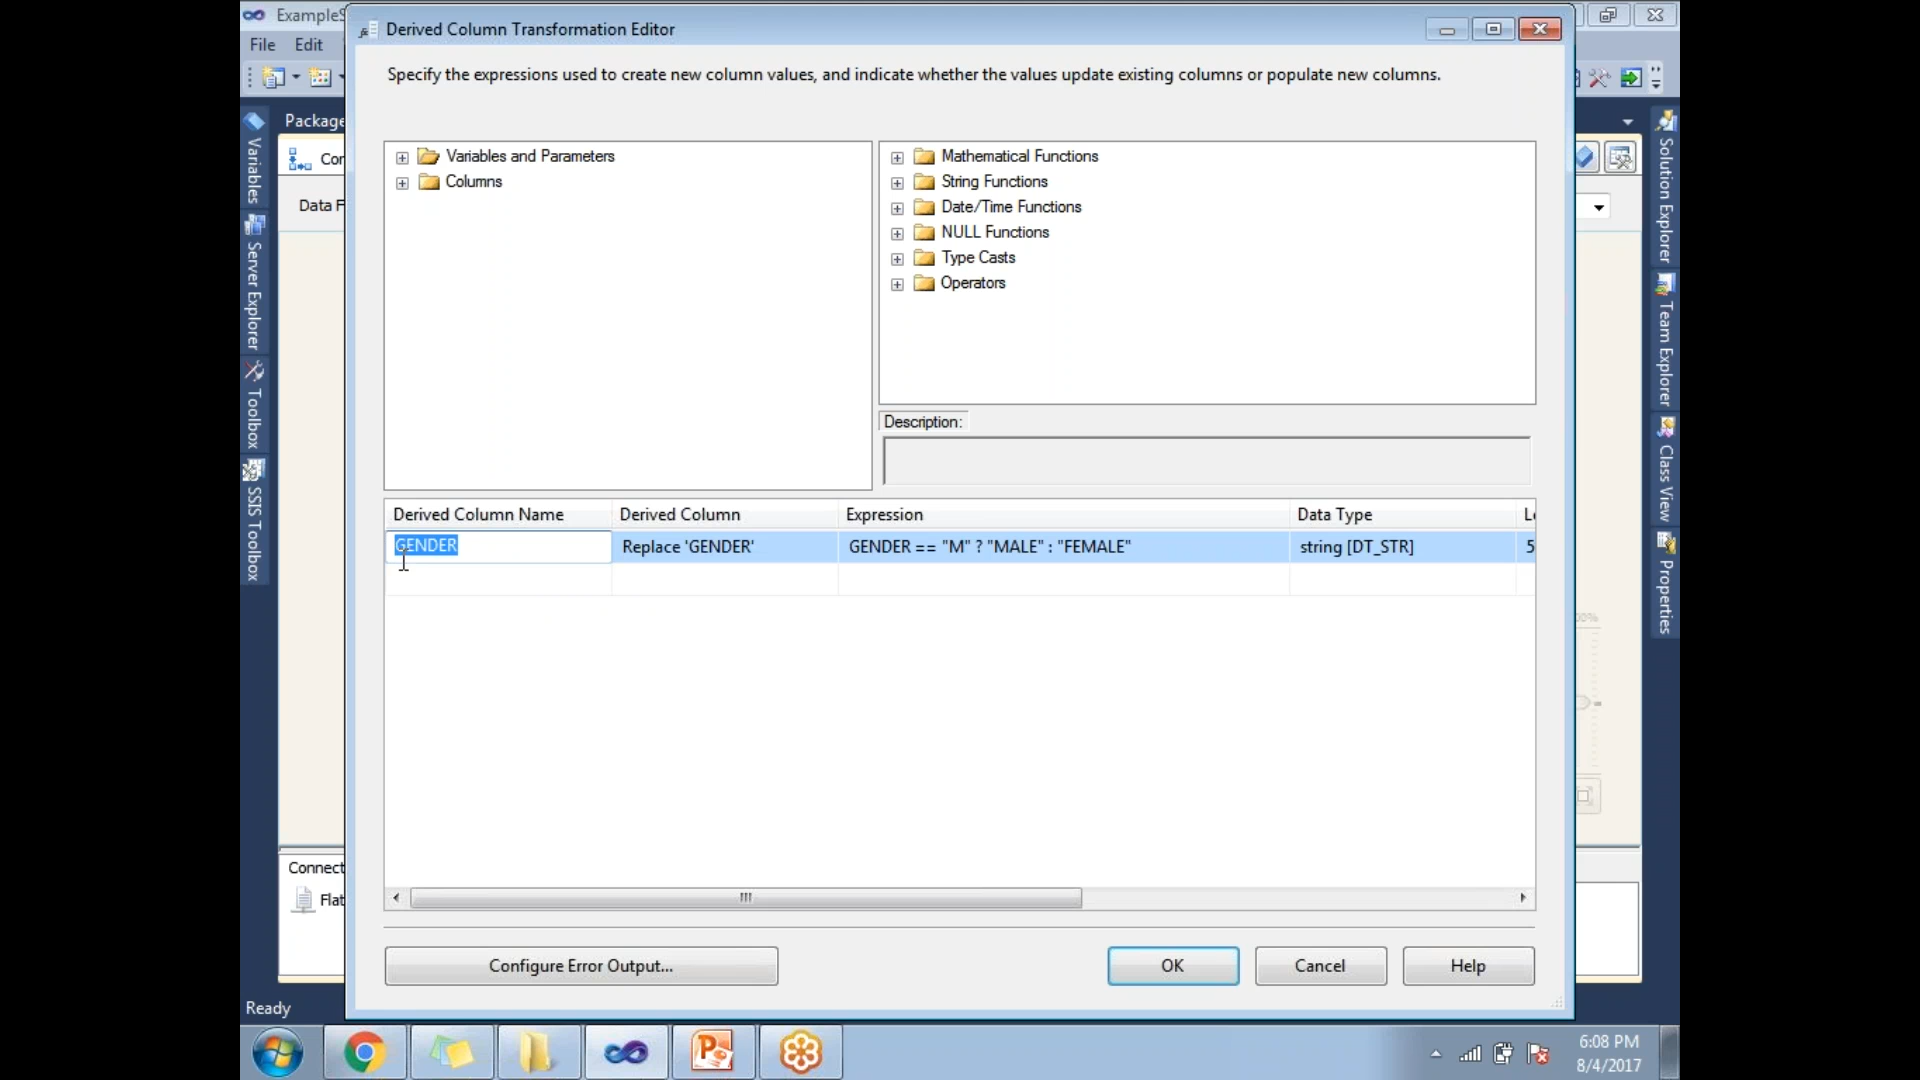 ExampleS
Derived Column Transformation Editor
File Edit
Specify the expressions used to create new column values, and indicate whether the values update existing columns or populate new columns.
Package
Con
Data F
Variables
Server Explorer
Toolbox
SSIS Toolbox
Variables and Parameters
Columns
Mathematical Functions
String Functions
Date/Time Functions
NULL Functions
Type Casts
Operators
Description:
Solution Explorer
Team Explorer
Class View
Properties
Derived Column Name Derived Column Expression Data Type Le
GENDER Replace 'GENDER' GENDER == "M" ? "MALE" : "FEMALE" string [DT_STR] 5
Connect
Flat
Configure Error Output... OK Cancel Help
Ready
6:08 PM
8/4/2017